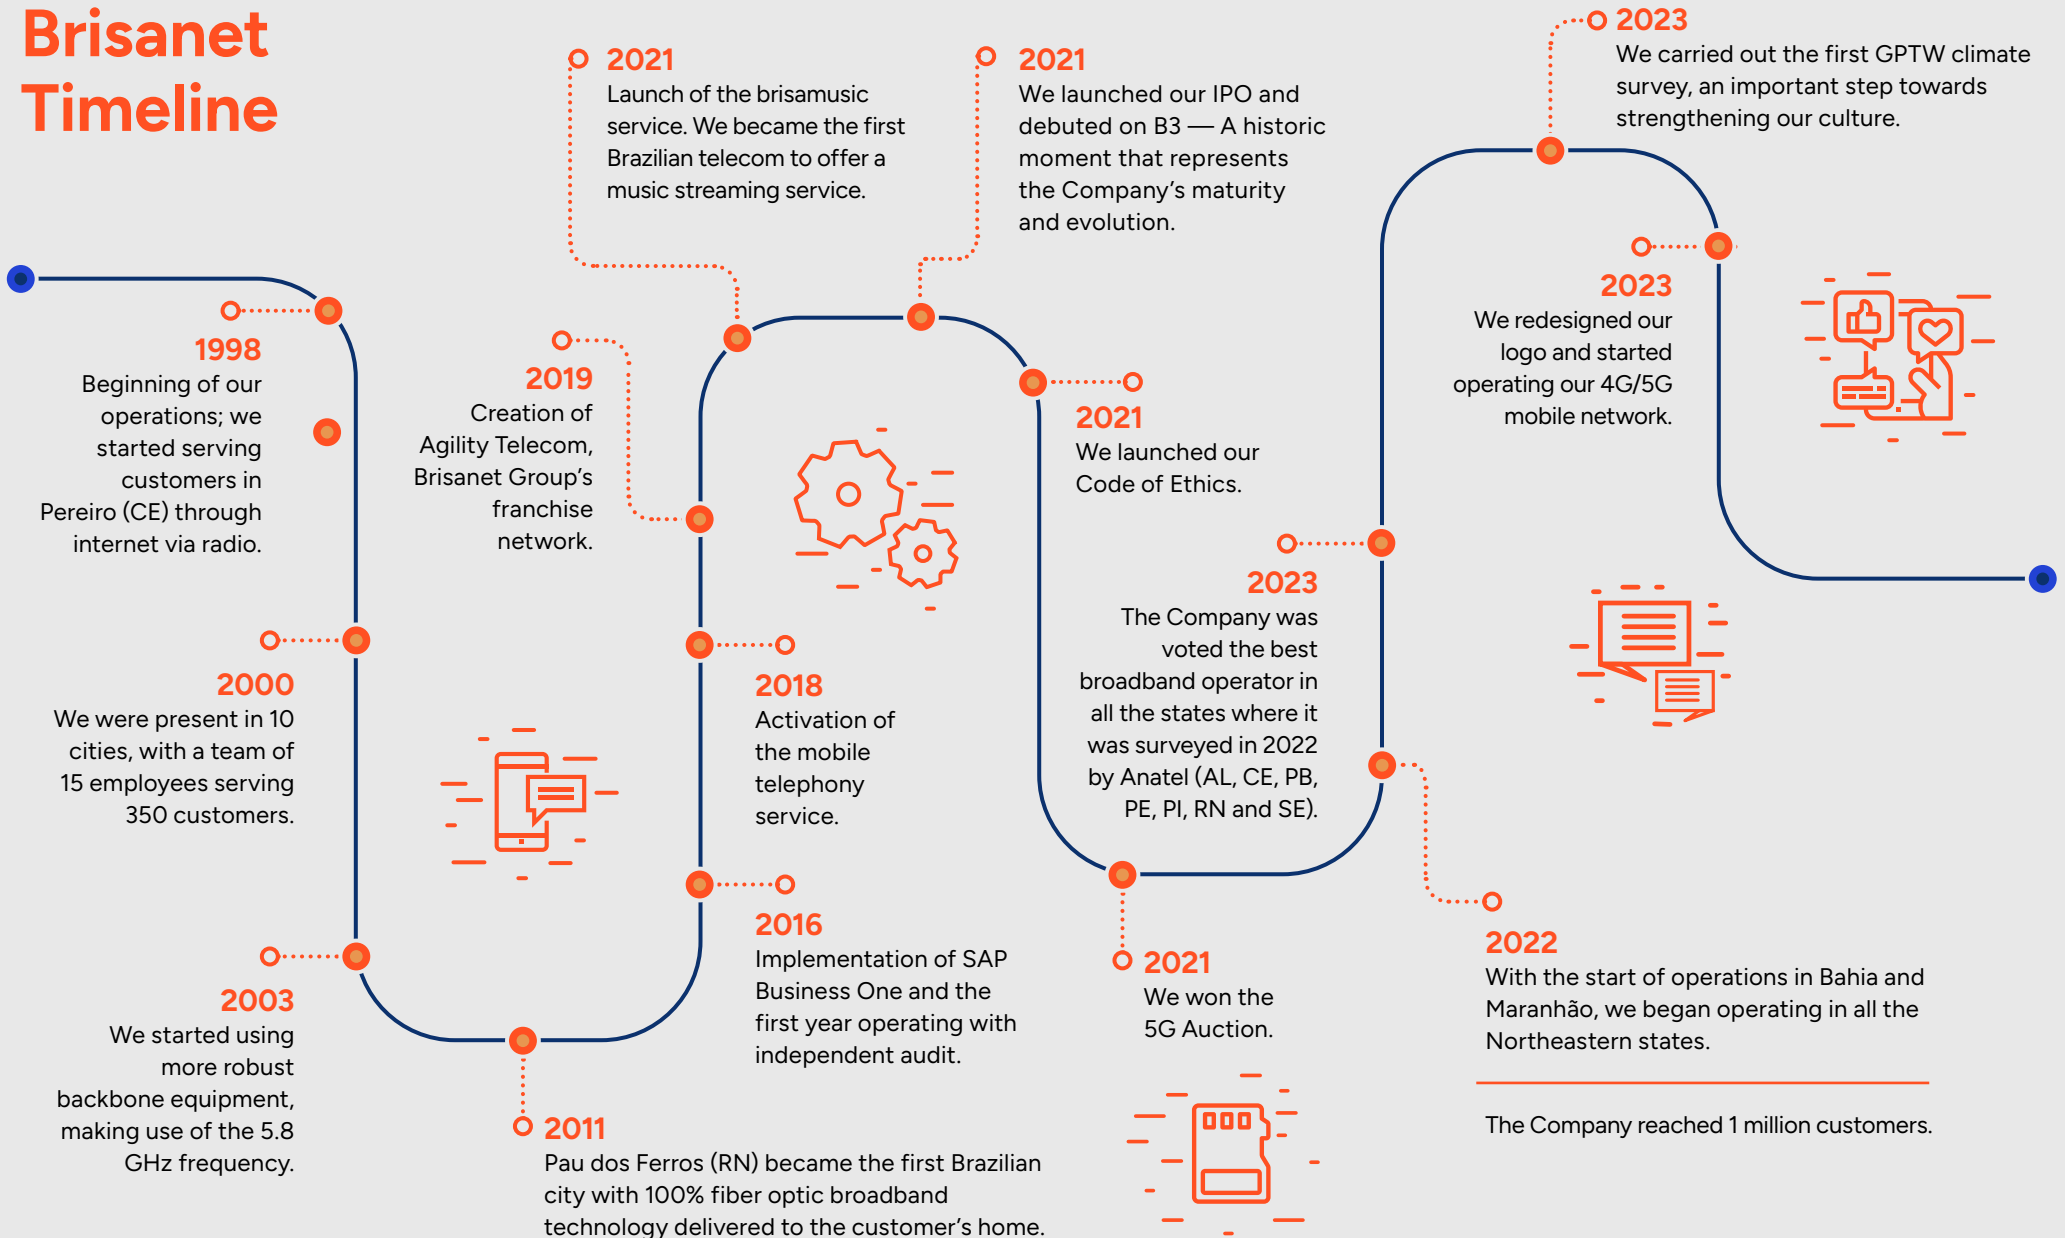 Brisanet
Timeline
1998
Beginning of our
operations; we
started serving
customers in
Pereiro (CE) through
internet via radio.
2000
We were present in 10
cities, with a team of
15 employees serving
350 customers.
2003
We started using
more robust
backbone equipment,
making use of the 5.8
GHz frequency.
2011
Pau dos Ferros (RN) became the first Brazilian
city with 100% fiber optic broadband
technology delivered to the customer’s home.
2016
Implementation of SAP
Business One and the
first year operating with
independent audit.
2018
Activation of
the mobile
telephony
service.
2019
Creation of
Agility Telecom,
Brisanet Group’s
franchise
network.
2021
Launch of the brisamusic
service. We became the first
Brazilian telecom to offer a
music streaming service.
2021
We launched our IPO and
debuted on B3 — A historic
moment that represents
the Company’s maturity
and evolution.
2021
We launched our
Code of Ethics.
2021
We won the
5G Auction.
2022
With the start of operations in Bahia and
Maranhão, we began operating in all the
Northeastern states.
The Company reached 1 million customers.
2023
The Company was
voted the best
broadband operator in
all the states where it
was surveyed in 2022
by Anatel (AL, CE, PB,
PE, PI, RN and SE).
2023
We carried out the first GPTW climate
survey, an important step towards
strengthening our culture.
2023
We redesigned our
logo and started
operating our 4G/5G
mobile network.